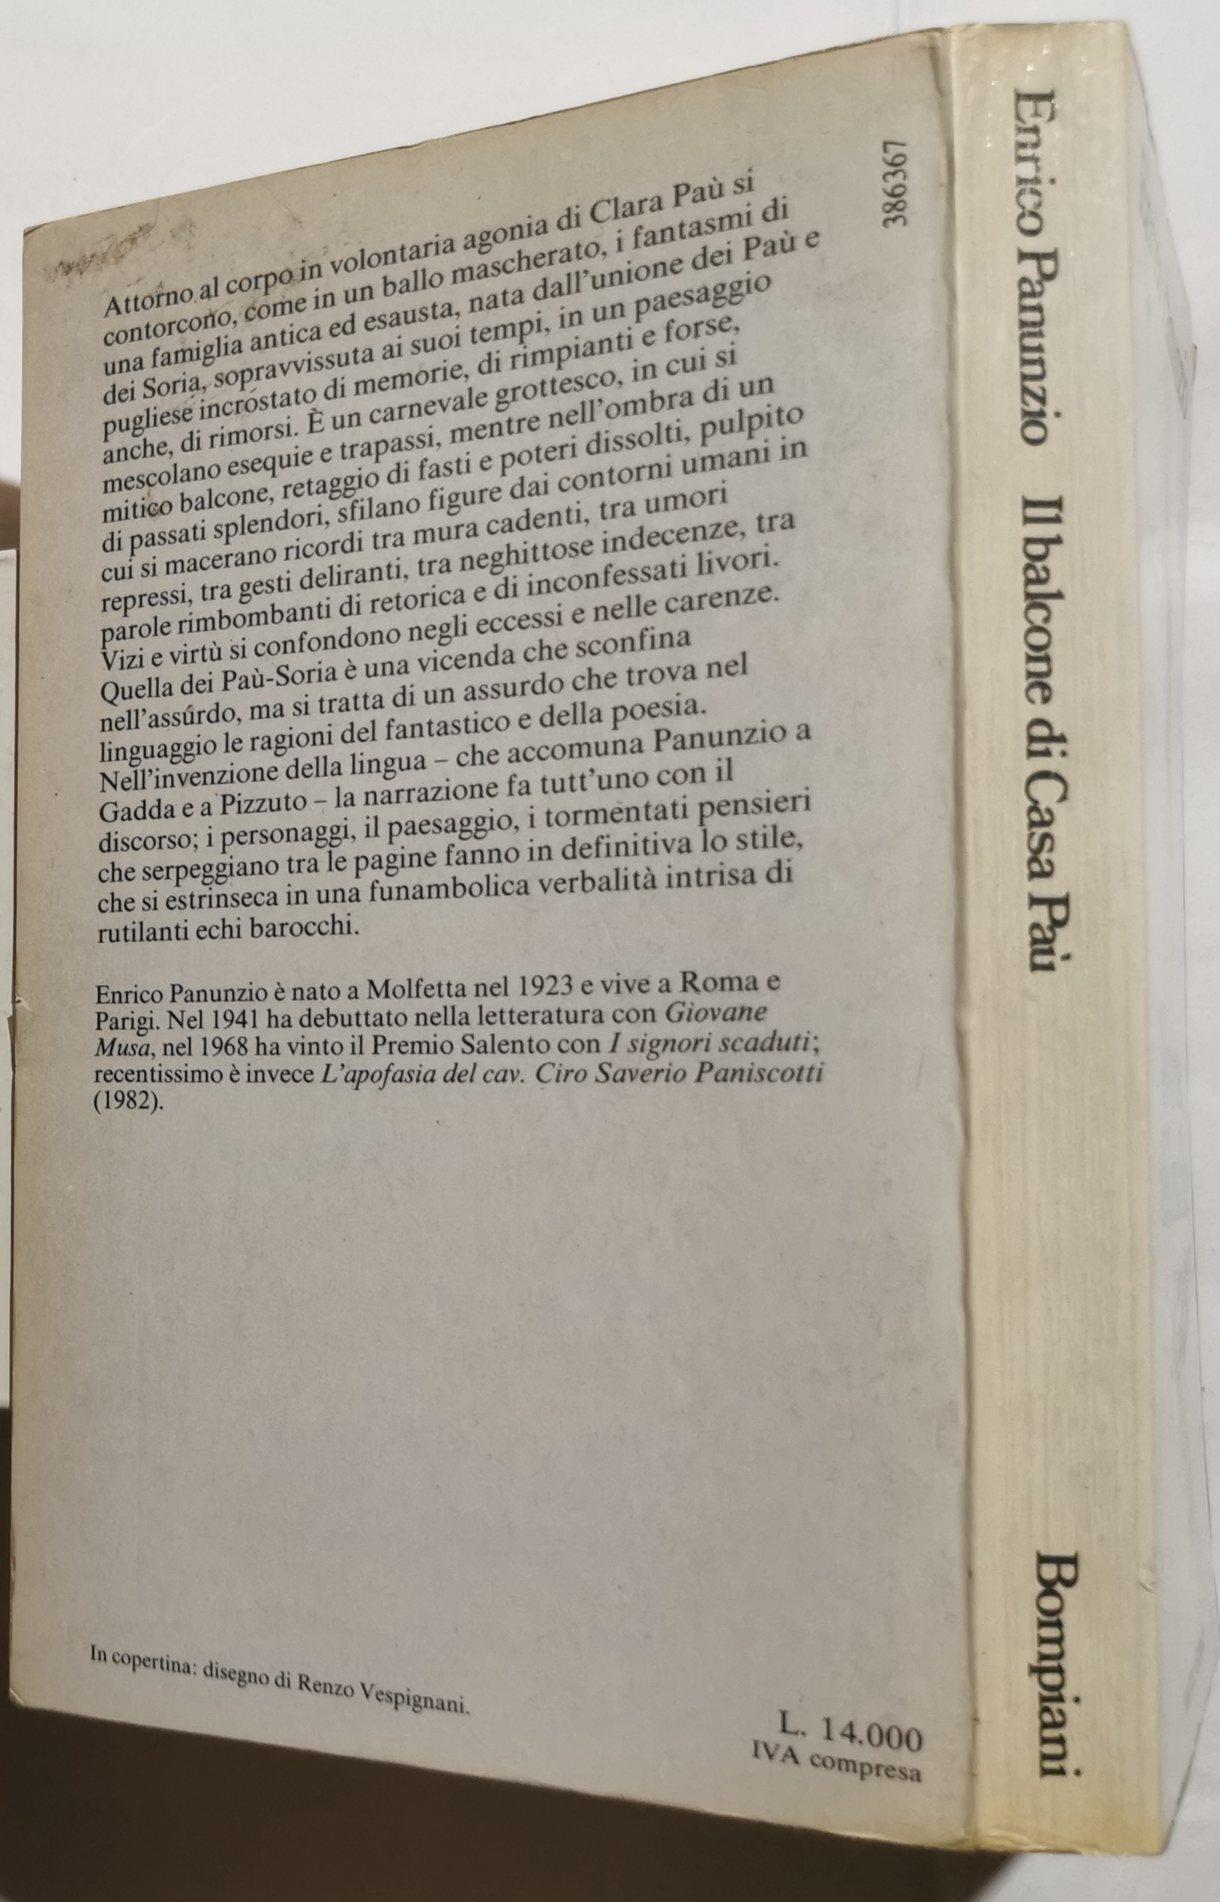 Attorno al corpo in volontaria agonia di Clara Paù si
contorcono, come in un ballo mascherato, i fantasmi di
una famiglia antica ed esausta, nata dall'unione dei Paù e
dei Soria, sopravvissuta ai suoi tempi, in un paesaggio
pugliese incrostato di memorie, di rimpianti e forse,
anche, di rimorsi. È un carnevale grottesco, in cui si
mescolano esequie e trapassi, mentre nell'ombra di un
mitico balcone, retaggio di fasti e poteri dissolti, pulpito
di passati splendori, sfilano figure dai contorni umani in
cui si macerano ricordi tra mura cadenti, tra umori
repressi, tra gesti deliranti, tra neghittose indecenze, tra
parole rimbombanti di retorica e di inconfessati livori.
Vizi e virtù si confondono negli eccessi e nelle carenze.
Quella dei Paù-Soria è una vicenda che sconfina
nell'assurdo, ma si tratta di un assurdo che trova nel
linguaggio le ragioni del fantastico e della poesia.
Nell'invenzione della lingua – che accomuna Panunzio a
Gadda e a Pizzuto – la narrazione fa tutt'uno con il
discorso; i personaggi, il paesaggio, i tormentati pensieri
che serpeggiano tra le pagine fanno in definitiva lo stile,
che si estrinseca in una funambolica verbalità intrisa di
rutilanti echi barocchi.
Enrico Panunzio è nato a Molfetta nel 1923 e vive a Roma e
Parigi. Nel 1941 ha debuttato nella letteratura con Giovane
Musa, nel 1968 ha vinto il Premio Salento con I signori scaduti;
recentissimo è invece L'apofasia del cav. Ciro Saverio Paniscotti
(1982).
In copertina: disegno di Renzo Vespignani.
L. 14.000
IVA compresa
386367
Enrico Panunzio Il balcone di Casa Paù Bompiani